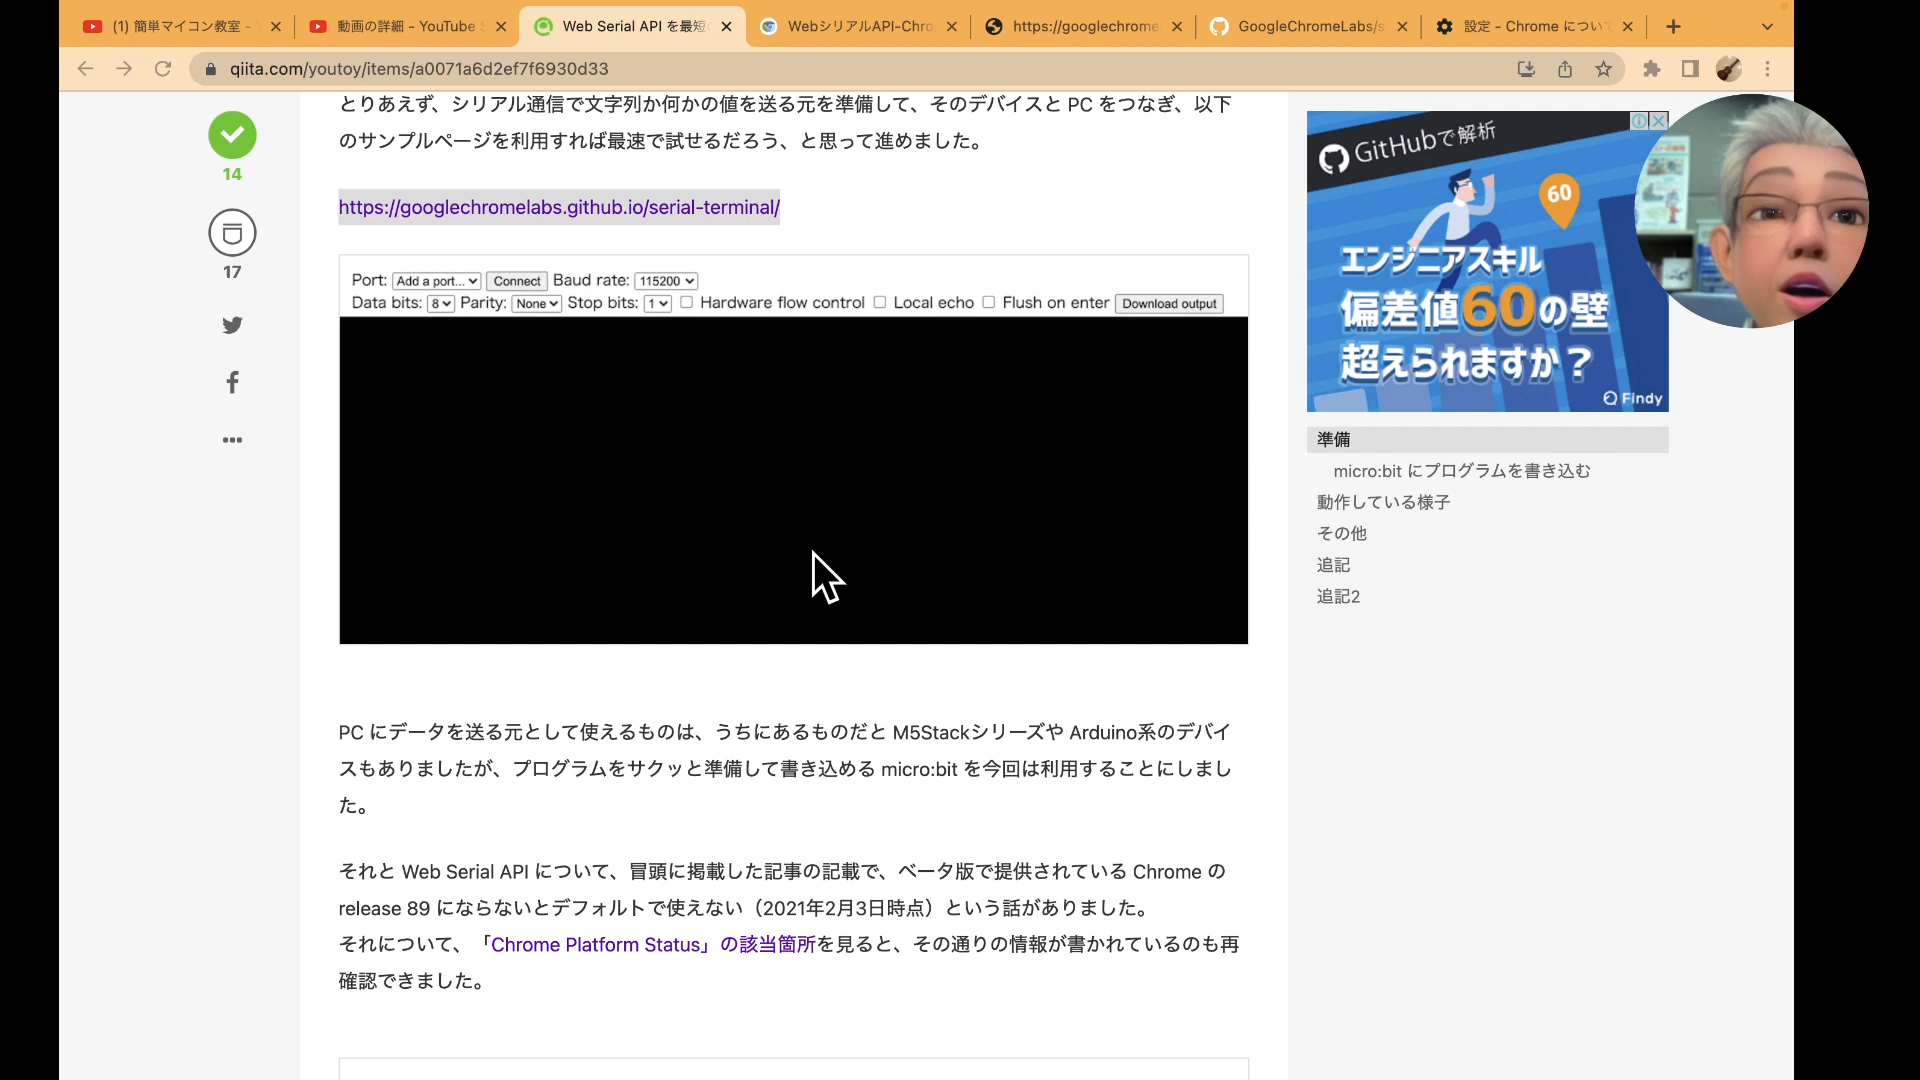 (1) 簡単マイコン教室 -
動画の詳細 - YouTube S
Web Serial API を最短
WebシリアルAPI-Chro
https://googlechrome
GoogleChromeLabs/s
設定 - Chrome につい
qiita.com/youtoy/items/a0071a6d2ef7f6930d33
14
17
とりあえず、シリアル通信で文字列か何かの値を送る元を準備して、そのデバイスと PC をつなぎ、以下
のサンプルページを利用すれば最速で試せるだろう、と思って進めました。
https://googlechromelabs.github.io/serial-terminal/
Port: Add a port... Connect Baud rate: 115200
Data bits: 8 Parity: None Stop bits: 1 Hardware flow control Local echo Flush on enter Download output
PC にデータを送る元として使えるものは、うちにあるものだと M5Stackシリーズや Arduino系のデバイ
スもありましたが、プログラムをサクッと準備して書き込める micro:bit を今回は利用することにしまし
た。
それと Web Serial API について、冒頭に掲載した記事の記載で、ベータ版で提供されている Chrome の
release 89 にならないとデフォルトで使えない（2021年2月3日時点）という話がありました。
それについて、「Chrome Platform Status」の該当箇所を見ると、その通りの情報が書かれているのも再
確認できました。
GitHubで解析
60
エンジニアスキル
偏差値60の壁
超えられますか？
Findy
準備
micro:bit にプログラムを書き込む
動作している様子
その他
追記
追記2